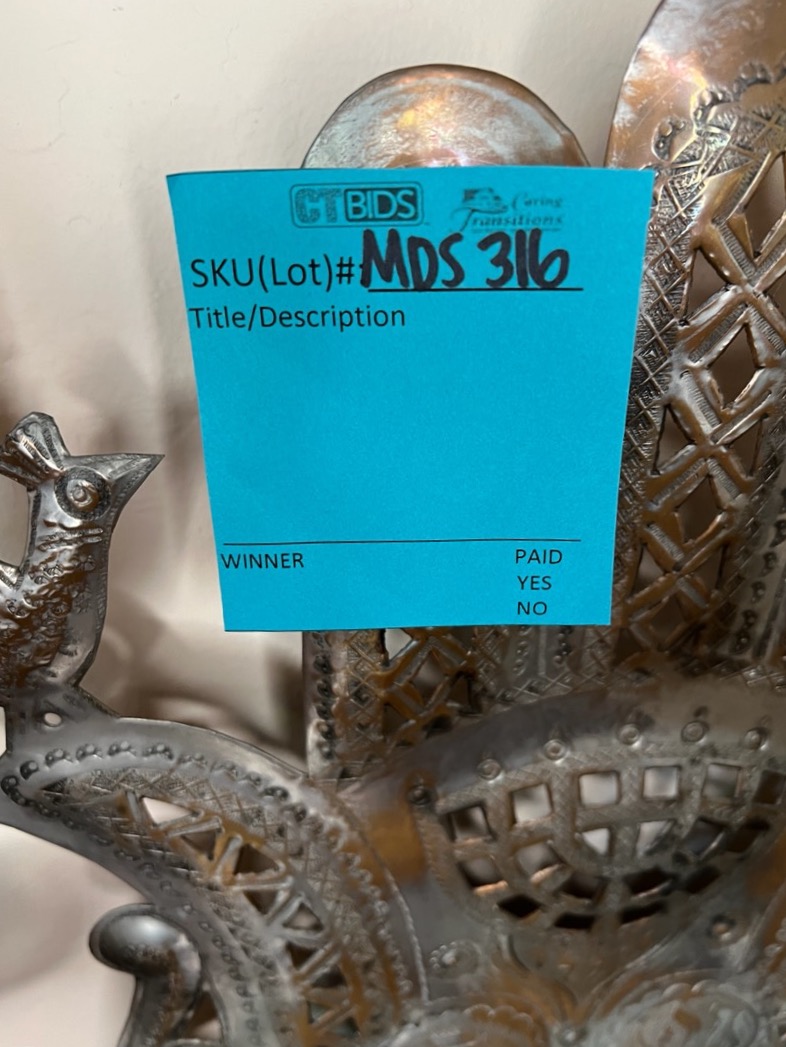 CTBIDS Caring Transitions
SKU(Lot)#: MDS 316
Title/Description
WINNER PAID
YES
NO